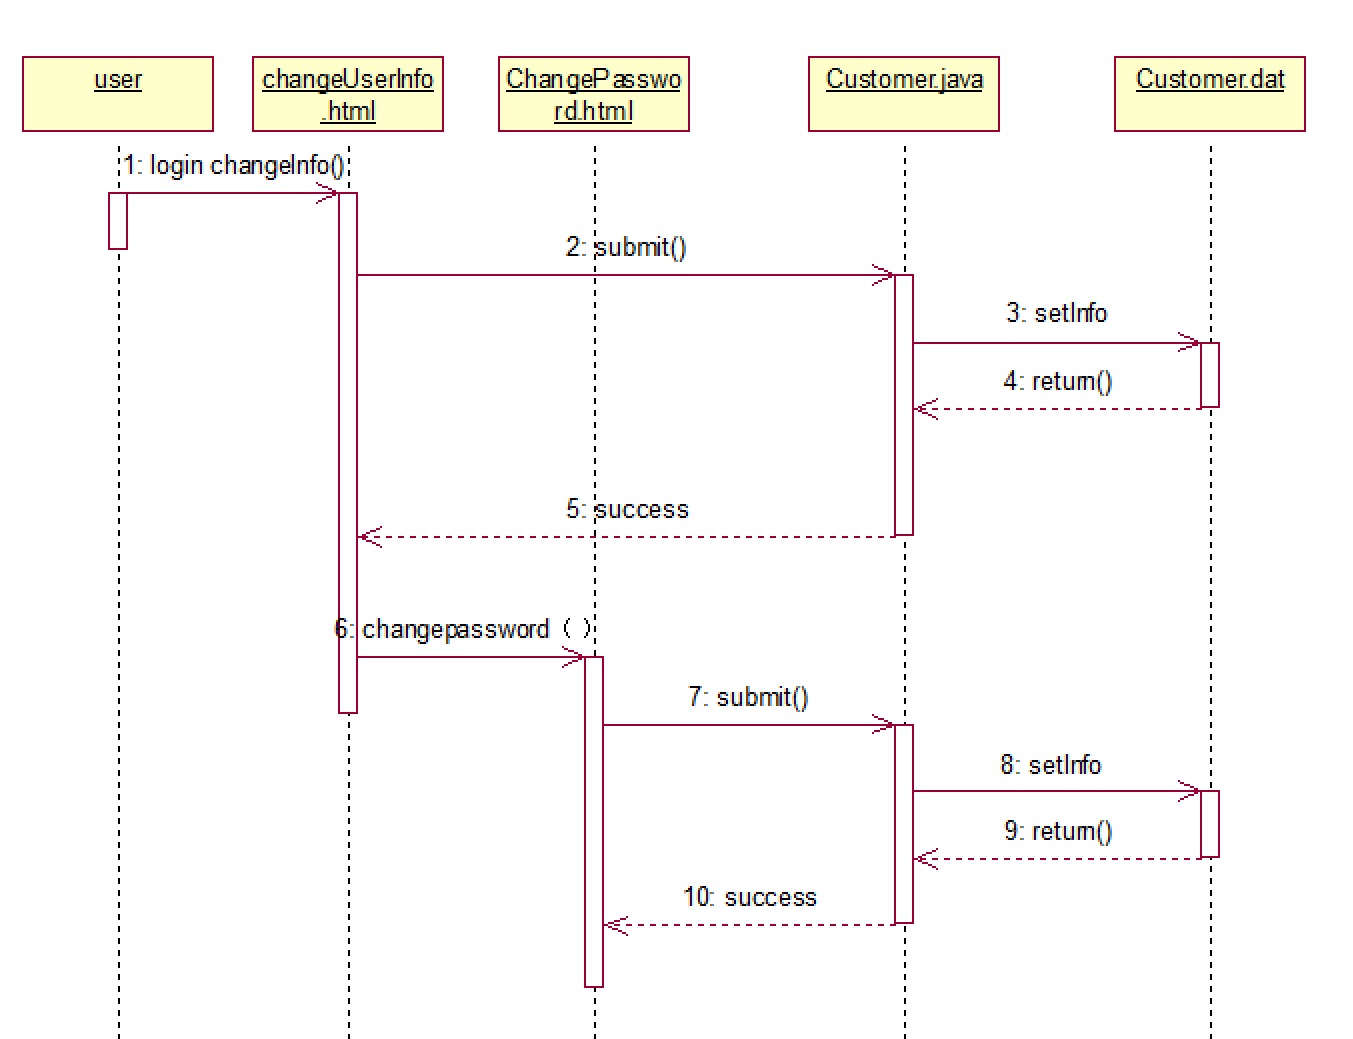 user
changeUserInfo
.html
ChangePasswo
rd.html
Customer.java
Customer.dat
1: login changeInfo()
2: submit()
3: setInfo
4: return()
5: success
6: changepassword（ ）
7: submit()
8: setInfo
9: return()
10: success